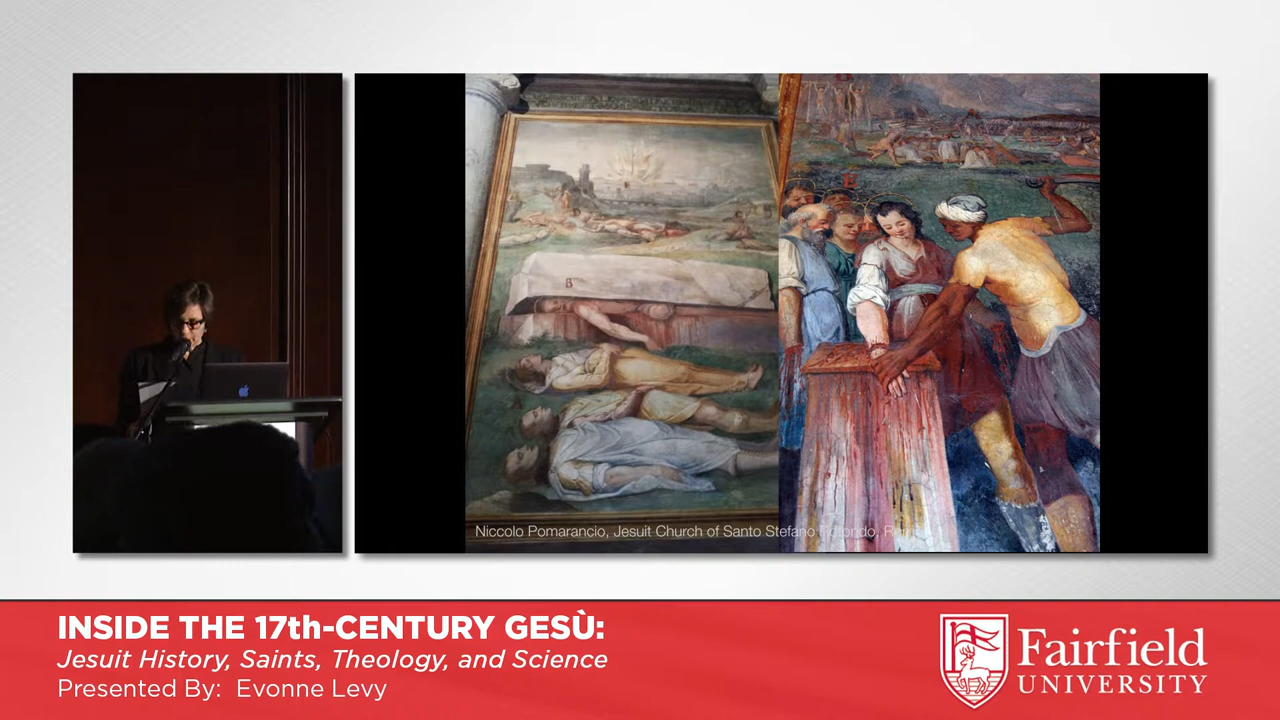 Niccolo Pomarancio, Jesuit Church of Santo Stefano Rotondo,
INSIDE THE 17th-CENTURY GESÙ:
Jesuit History, Saints, Theology, and Science
Presented By: Evonne Levy
Fairfield
UNIVERSITY